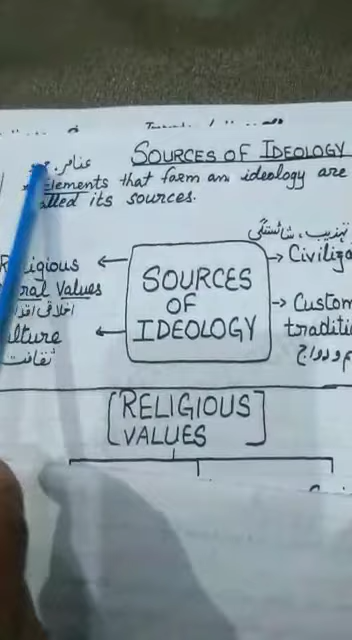 SOURCES OF IDEOLOGY
عناصر
Elements that form an ideology are
called its sources.
تہذیب، شائستگی
Religious
Civiliza
Moral Values
اخلاقی اقدار
SOURCES
OF
IDEOLOGY
Custom
traditi
رسم و رواج
Culture
ثقافت
[RELIGIOUS
VALUES]